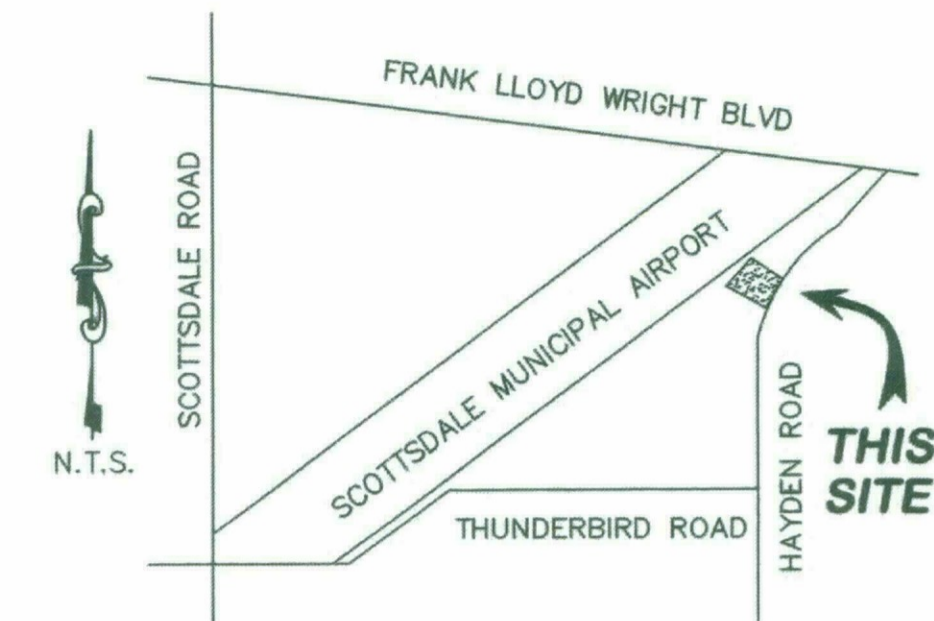 FRANK LLOYD WRIGHT BLVD
SCOTTSDALE ROAD
SCOTTSDALE MUNICIPAL AIRPORT
N.T.S.
THUNDERBIRD ROAD
HAYDEN ROAD
THIS
SITE